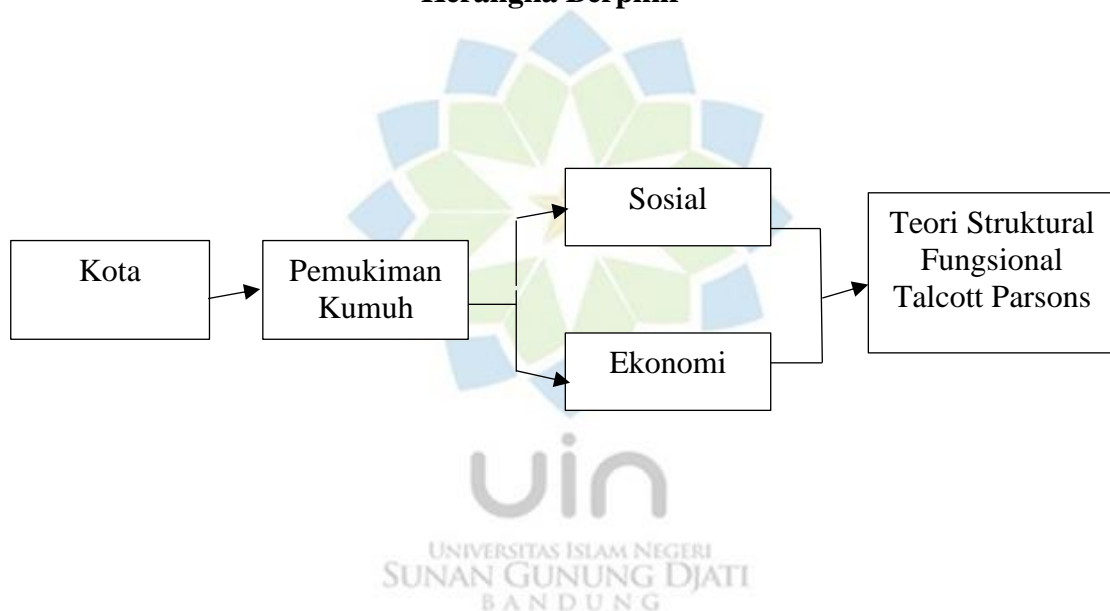 Kerangka Berpikir
Kota
Pemukiman
Kumuh
Sosial
Ekonomi
Teori Struktural
Fungsional
Talcott Parsons
uin
UNIVERSITAS ISLAM NEGERI
SUNAN GUNUNG DJATI
BANDUNG